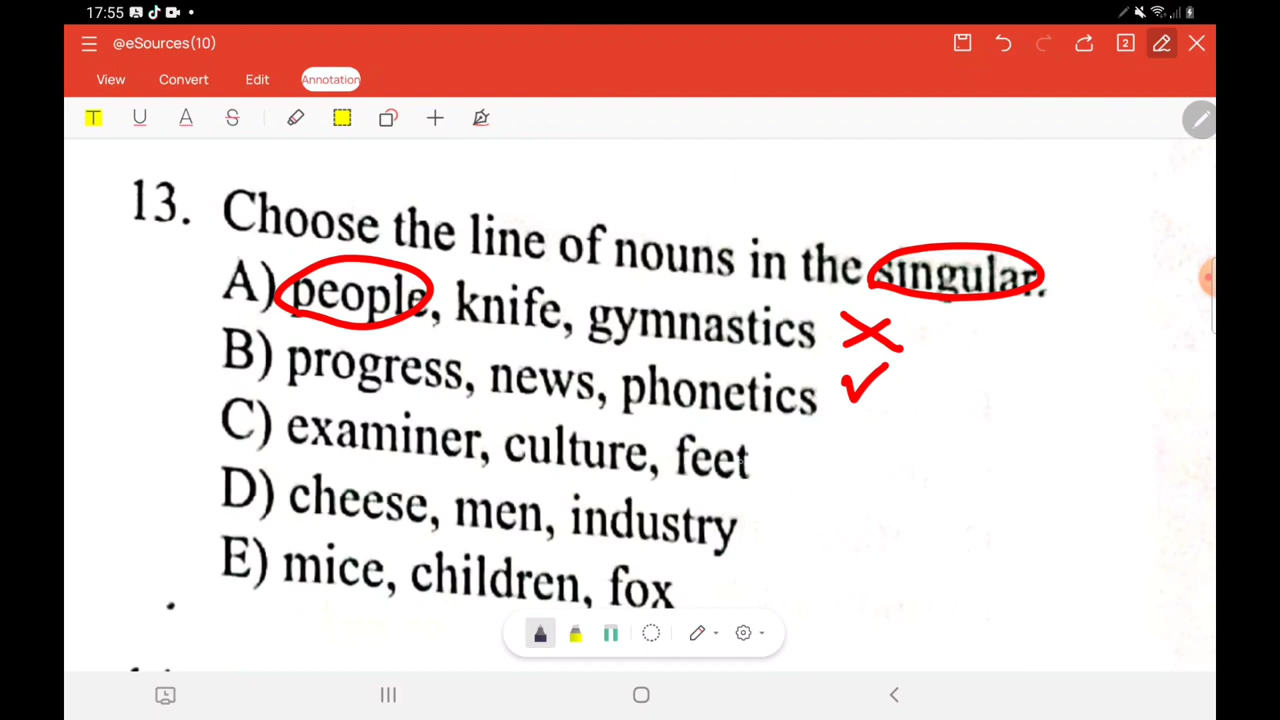 17:55
@eSources(10)
2
View Convert Edit Annotation
T U A S
13. Choose the line of nouns in the singular.
A) people, knife, gymnastics
B) progress, news, phonetics
C) examiner, culture, feet
D) cheese, men, industry
E) mice, children, fox